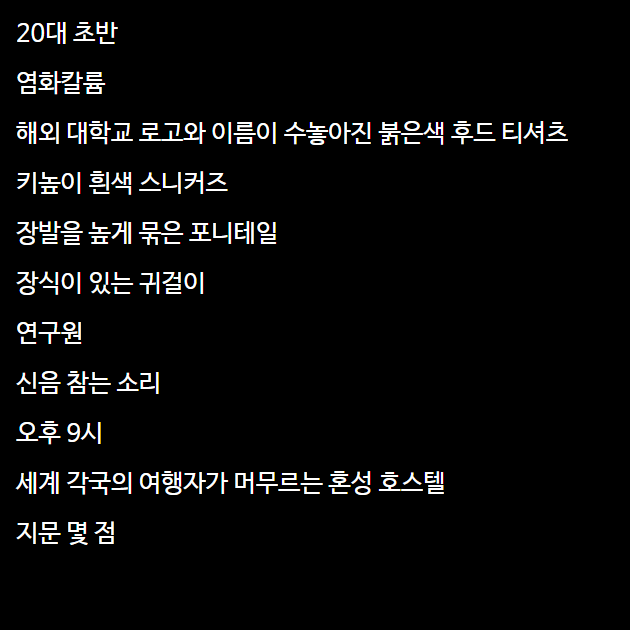 20대 초반
염화칼륨
해외 대학교 로고와 이름이 수놓아진 붉은색 후드 티셔츠
키높이 흰색 스니커즈
장발을 높게 묶은 포니테일
장식이 있는 귀걸이
연구원
신음 참는 소리
오후 9시
세계 각국의 여행자가 머무르는 혼성 호스텔
지문 몇 점